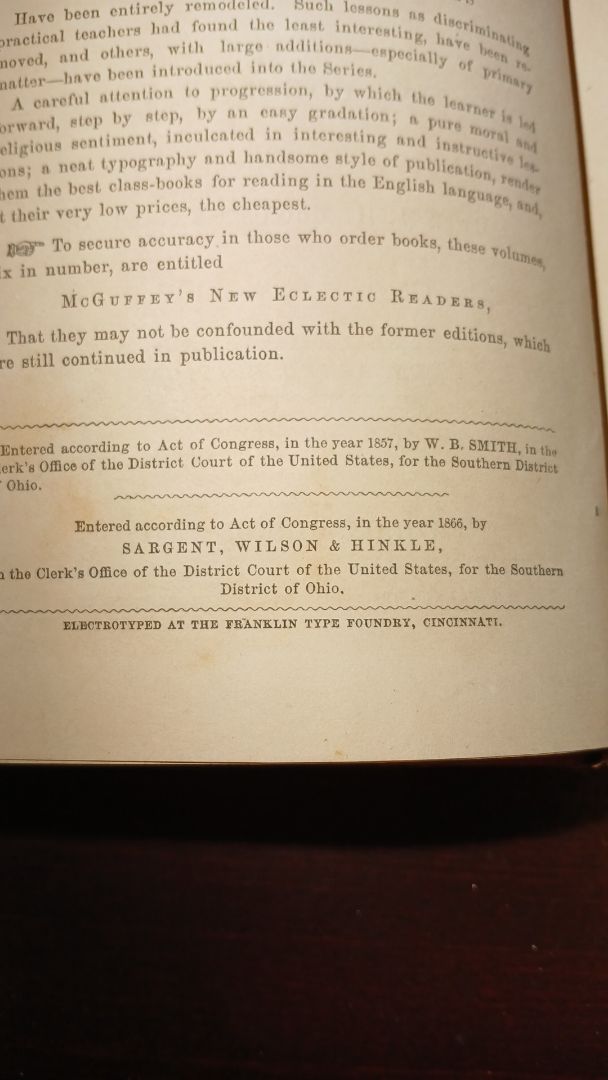 Have been entirely remodeled. Such lessons as discriminating
practical teachers had found the least interesting, have been re-
moved, and others, with large additions—especially of primary
matter—have been introduced into the Series.
A careful attention to progression, by which the learner is led
orward, step by step, by an easy gradation; a pure moral and
eligious sentiment, inculcated in interesting and instructive les-
ons; a neat typography and handsome style of publication, render
hem the best class-books for reading in the English language, and,
t their very low prices, the cheapest.
☞ To secure accuracy in those who order books, these volumes,
ix in number, are entitled
McGuffey's New Eclectic Readers,
That they may not be confounded with the former editions, which
re still continued in publication.
Entered according to Act of Congress, in the year 1857, by W. B. SMITH, in the
lerk's Office of the District Court of the United States, for the Southern District
f Ohio.
Entered according to Act of Congress, in the year 1866, by
SARGENT, WILSON & HINKLE,
n the Clerk's Office of the District Court of the United States, for the Southern
District of Ohio.
ELECTROTYPED AT THE FRANKLIN TYPE FOUNDRY, CINCINNATI.